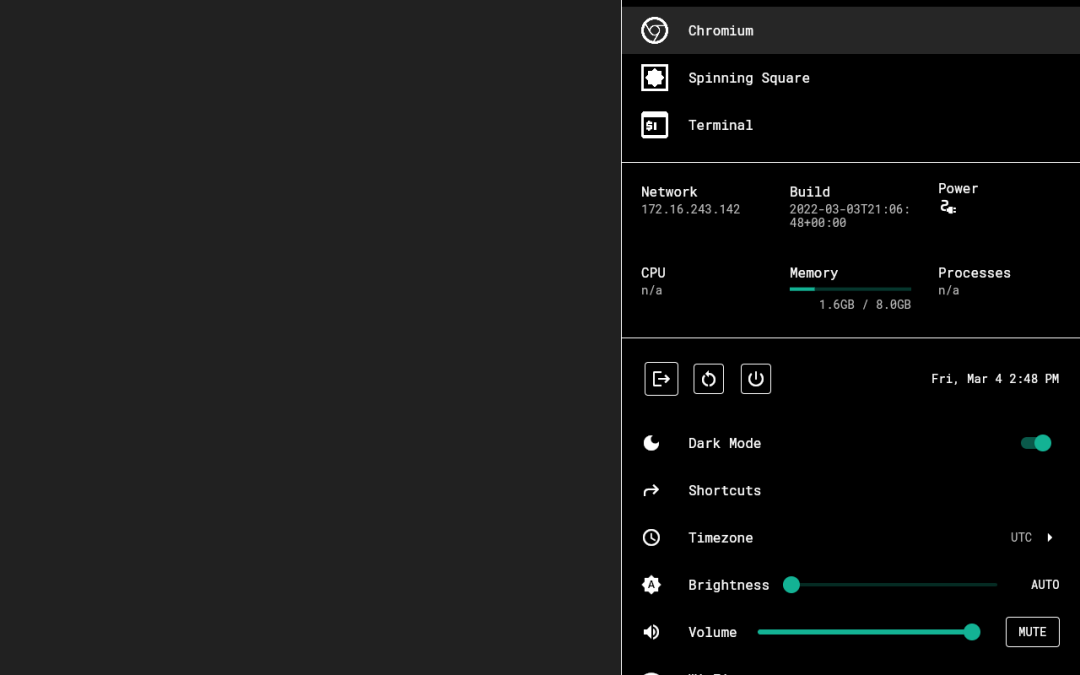 Chromium
Spinning Square
Terminal
Network
172.16.243.142
Build
2022-03-03T21:06:
48+00:00
Power
CPU
n/a
Memory
1.6GB / 8.0GB
Processes
n/a
Fri, Mar 4 2:48 PM
Dark Mode
Shortcuts
Timezone
UTC
Brightness
AUTO
Volume
MUTE